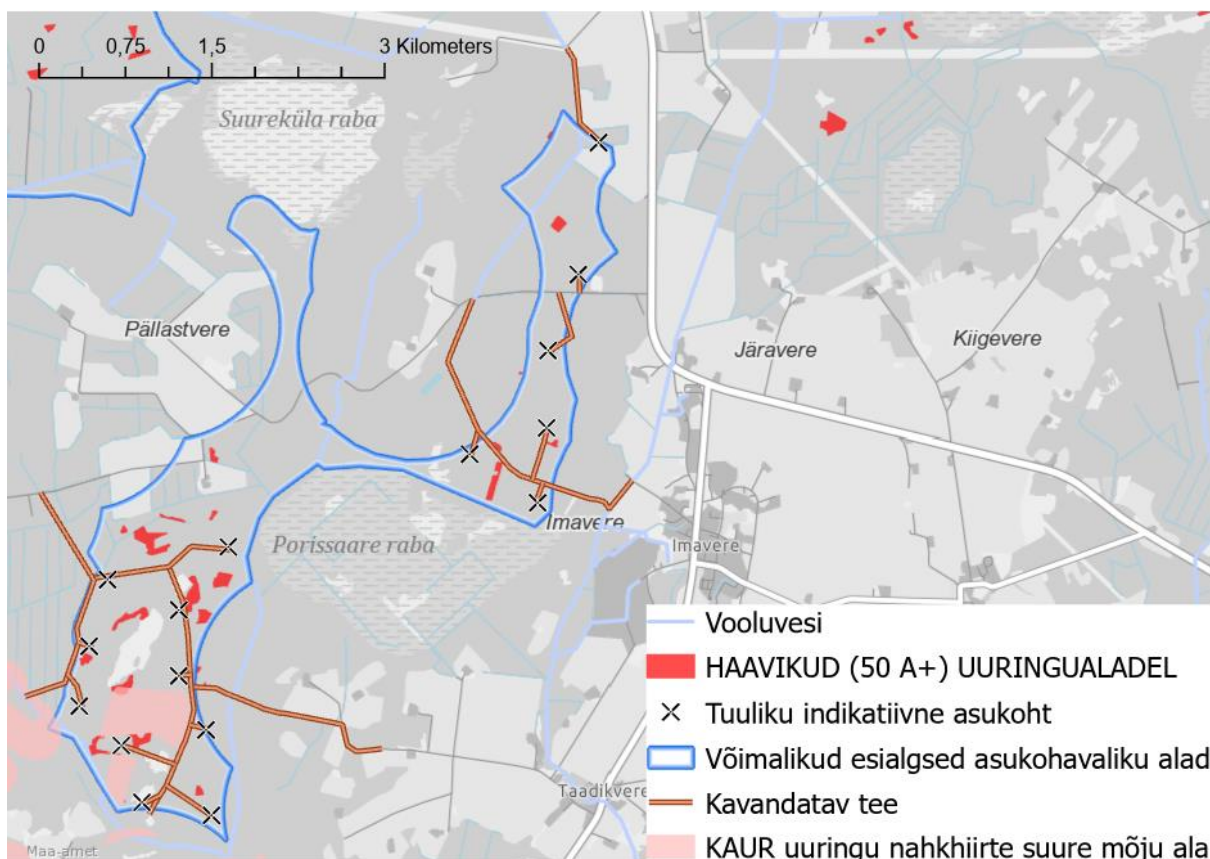 0 0,75 1,5 3 Kilometers
Suureküla raba
Pällastvere
Järavere
Kiigevere
Imavere
Porissaare raba
Imavere
Taadikvere
Maa-amet
Vooluvesi
HAAVIKUD (50 A+) UURINGUALADEL
Tuuliku indikatiivne asukoht
Võimalikud esialgsed asukohavaliku alad
Kavandatav tee
KAUR uuringu nahkhiirte suure mõju ala